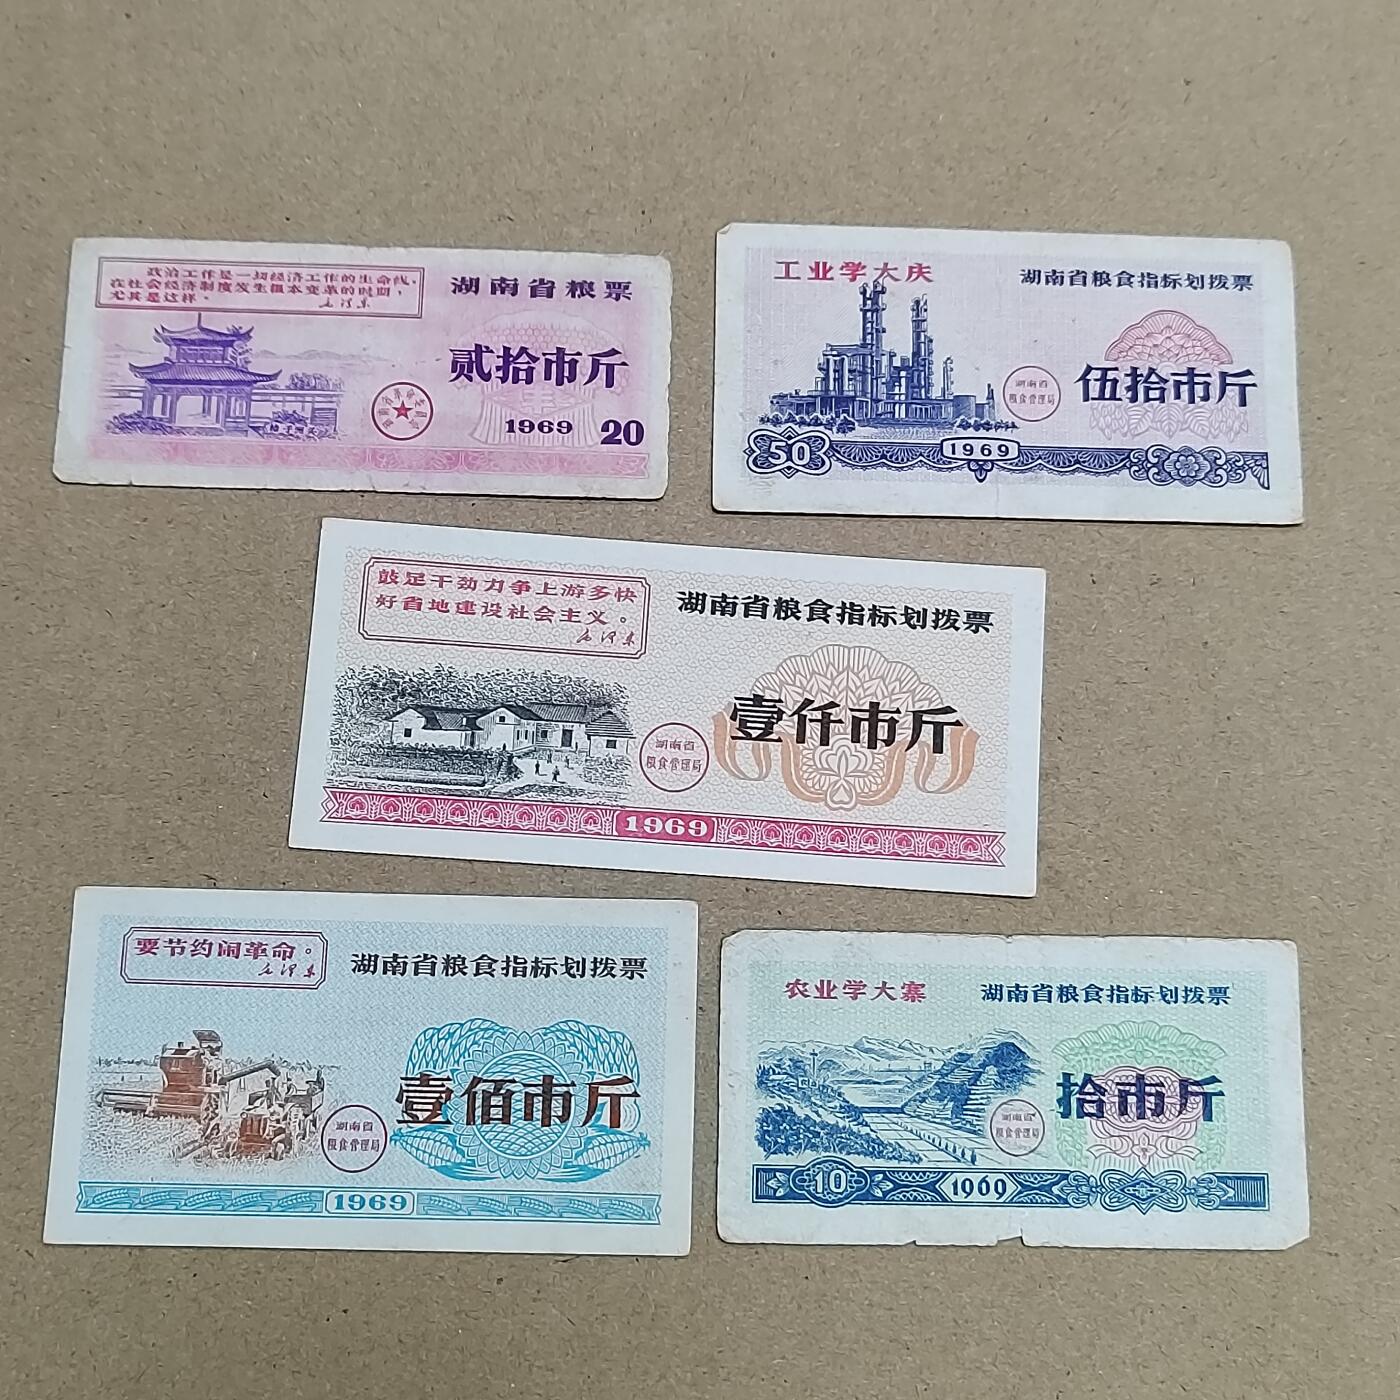 政治工作是一切经济工作的生命线，
在社会经济制度发生根本变革的时期，
尤其是这样。
毛泽东
湖南省粮票
贰拾市斤
1969
20
工业学大庆
湖南省粮食指标划拨票
湖南省
粮食管理局
伍拾市斤
50
1969
鼓足干劲力争上游多快
好省地建设社会主义。
毛泽东
湖南省粮食指标划拨票
壹仟市斤
湖南省
粮食管理局
1969
要节约闹革命。
毛泽东
湖南省粮食指标划拨票
壹佰市斤
湖南省
粮食管理局
1969
农业学大寨
湖南省粮食指标划拨票
拾市斤
湖南省
粮食管理局
10
1969